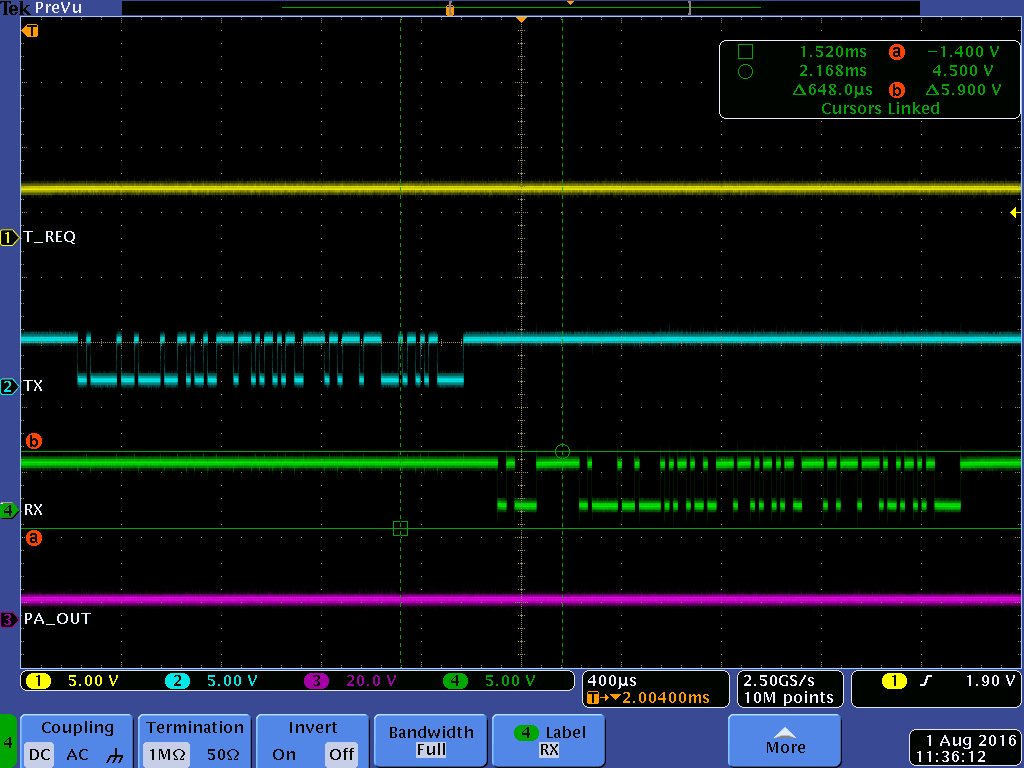 Tek PreVu
T
1.520ms a −1.400 V
2.168ms 4.500 V
Δ648.0µs b Δ5.900 V
Cursors Linked
1 T_REQ
2 TX
b
4 RX
a
3 PA_OUT
1 5.00 V 2 5.00 V 3 20.0 V 4 5.00 V
400µs
T→▼2.00400ms
2.50GS/s
10M points
1 1.90 V
4
Coupling
DC AC
Termination
1MΩ 50Ω
Invert
On Off
Bandwidth
Full
4 Label
RX
More
1 Aug 2016
11:36:12